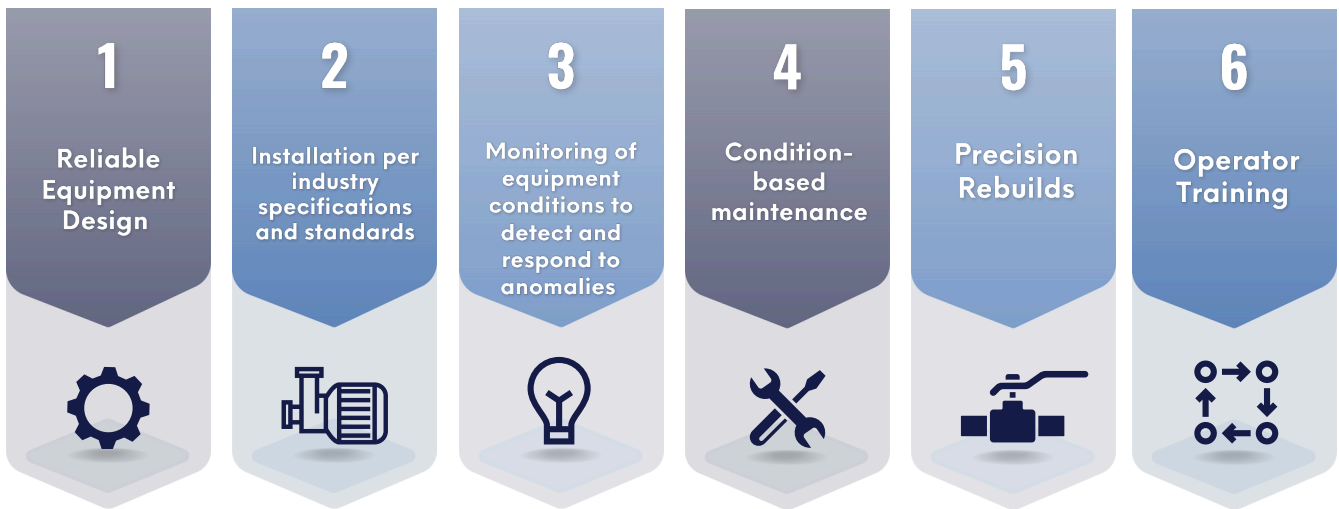 1
Reliable
Equipment
Design
2
Installation per
industry
specifications
and standards
3
Monitoring of
equipment
conditions to
detect and
respond to
anomalies
4
Condition-
based
maintenance
5
Precision
Rebuilds
6
Operator
Training